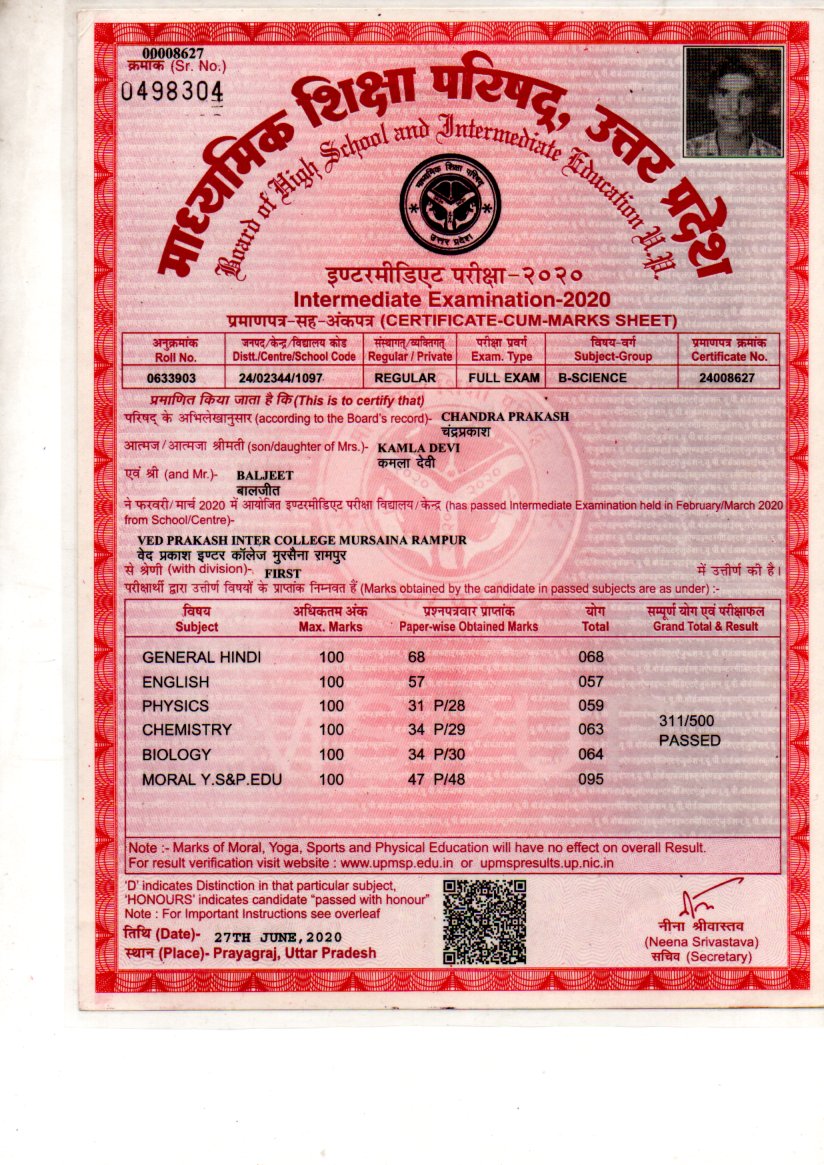 00008627
क्रमांक (Sr. No.)
0498304
माध्यमिक शिक्षा परिषद्, उत्तर प्रदेश
Board of High School and Intermediate Education U.P.
माध्यमिक शिक्षा परिषद्
उत्तर प्रदेश
इण्टरमीडिएट परीक्षा-२०२०
Intermediate Examination-2020
प्रमाणपत्र-सह-अंकपत्र (CERTIFICATE-CUM-MARKS SHEET)
अनुक्रमांक जनपद/केन्द्र/विद्यालय कोड संस्थागत/व्यक्तिगत परीक्षा प्रवर्ग विषय-वर्ग प्रमाणपत्र क्रमांक
Roll No. Distt./Centre/School Code Regular / Private Exam. Type Subject-Group Certificate No.
0633903 24/02344/1097 REGULAR FULL EXAM B-SCIENCE 24008627
प्रमाणित किया जाता है कि (This is to certify that)
परिषद् के अभिलेखानुसार (according to the Board's record)- CHANDRA PRAKASH
चंद्रप्रकाश
आत्मज/आत्मजा श्रीमती (son/daughter of Mrs.)- KAMLA DEVI
कमला देवी
एवं श्री (and Mr.)- BALJEET
बालजीत
ने फरवरी/मार्च 2020 में आयोजित इण्टरमीडिएट परीक्षा विद्यालय/केन्द्र (has passed Intermediate Examination held in February/March 2020
from School/Centre)-
VED PRAKASH INTER COLLEGE MURSAINA RAMPUR
वेद प्रकाश इण्टर कॉलेज मुरसैना रामपुर
से श्रेणी (with division)- FIRST में उत्तीर्ण की है।
परीक्षार्थी द्वारा उत्तीर्ण विषयों के प्राप्तांक निम्नवत हैं (Marks obtained by the candidate in passed subjects are as under) :-
विषय अधिकतम अंक प्रश्नपत्रवार प्राप्तांक योग सम्पूर्ण योग एवं परीक्षाफल
Subject Max. Marks Paper-wise Obtained Marks Total Grand Total & Result
GENERAL HINDI 100 68 068
ENGLISH 100 57 057
PHYSICS 100 31 P/28 059
CHEMISTRY 100 34 P/29 063
311/500
PASSED
BIOLOGY 100 34 P/30 064
MORAL Y.S&P.EDU 100 47 P/48 095
Note :- Marks of Moral, Yoga, Sports and Physical Education will have no effect on overall Result.
For result verification visit website : www.upmsp.edu.in or upmspresults.up.nic.in
'D' indicates Distinction in that particular subject,
'HONOURS' indicates candidate "passed with honour"
Note : For Important Instructions see overleaf
तिथि (Date)- 27TH JUNE,2020
स्थान (Place)- Prayagraj, Uttar Pradesh
नीना श्रीवास्तव
(Neena Srivastava)
सचिव (Secretary)